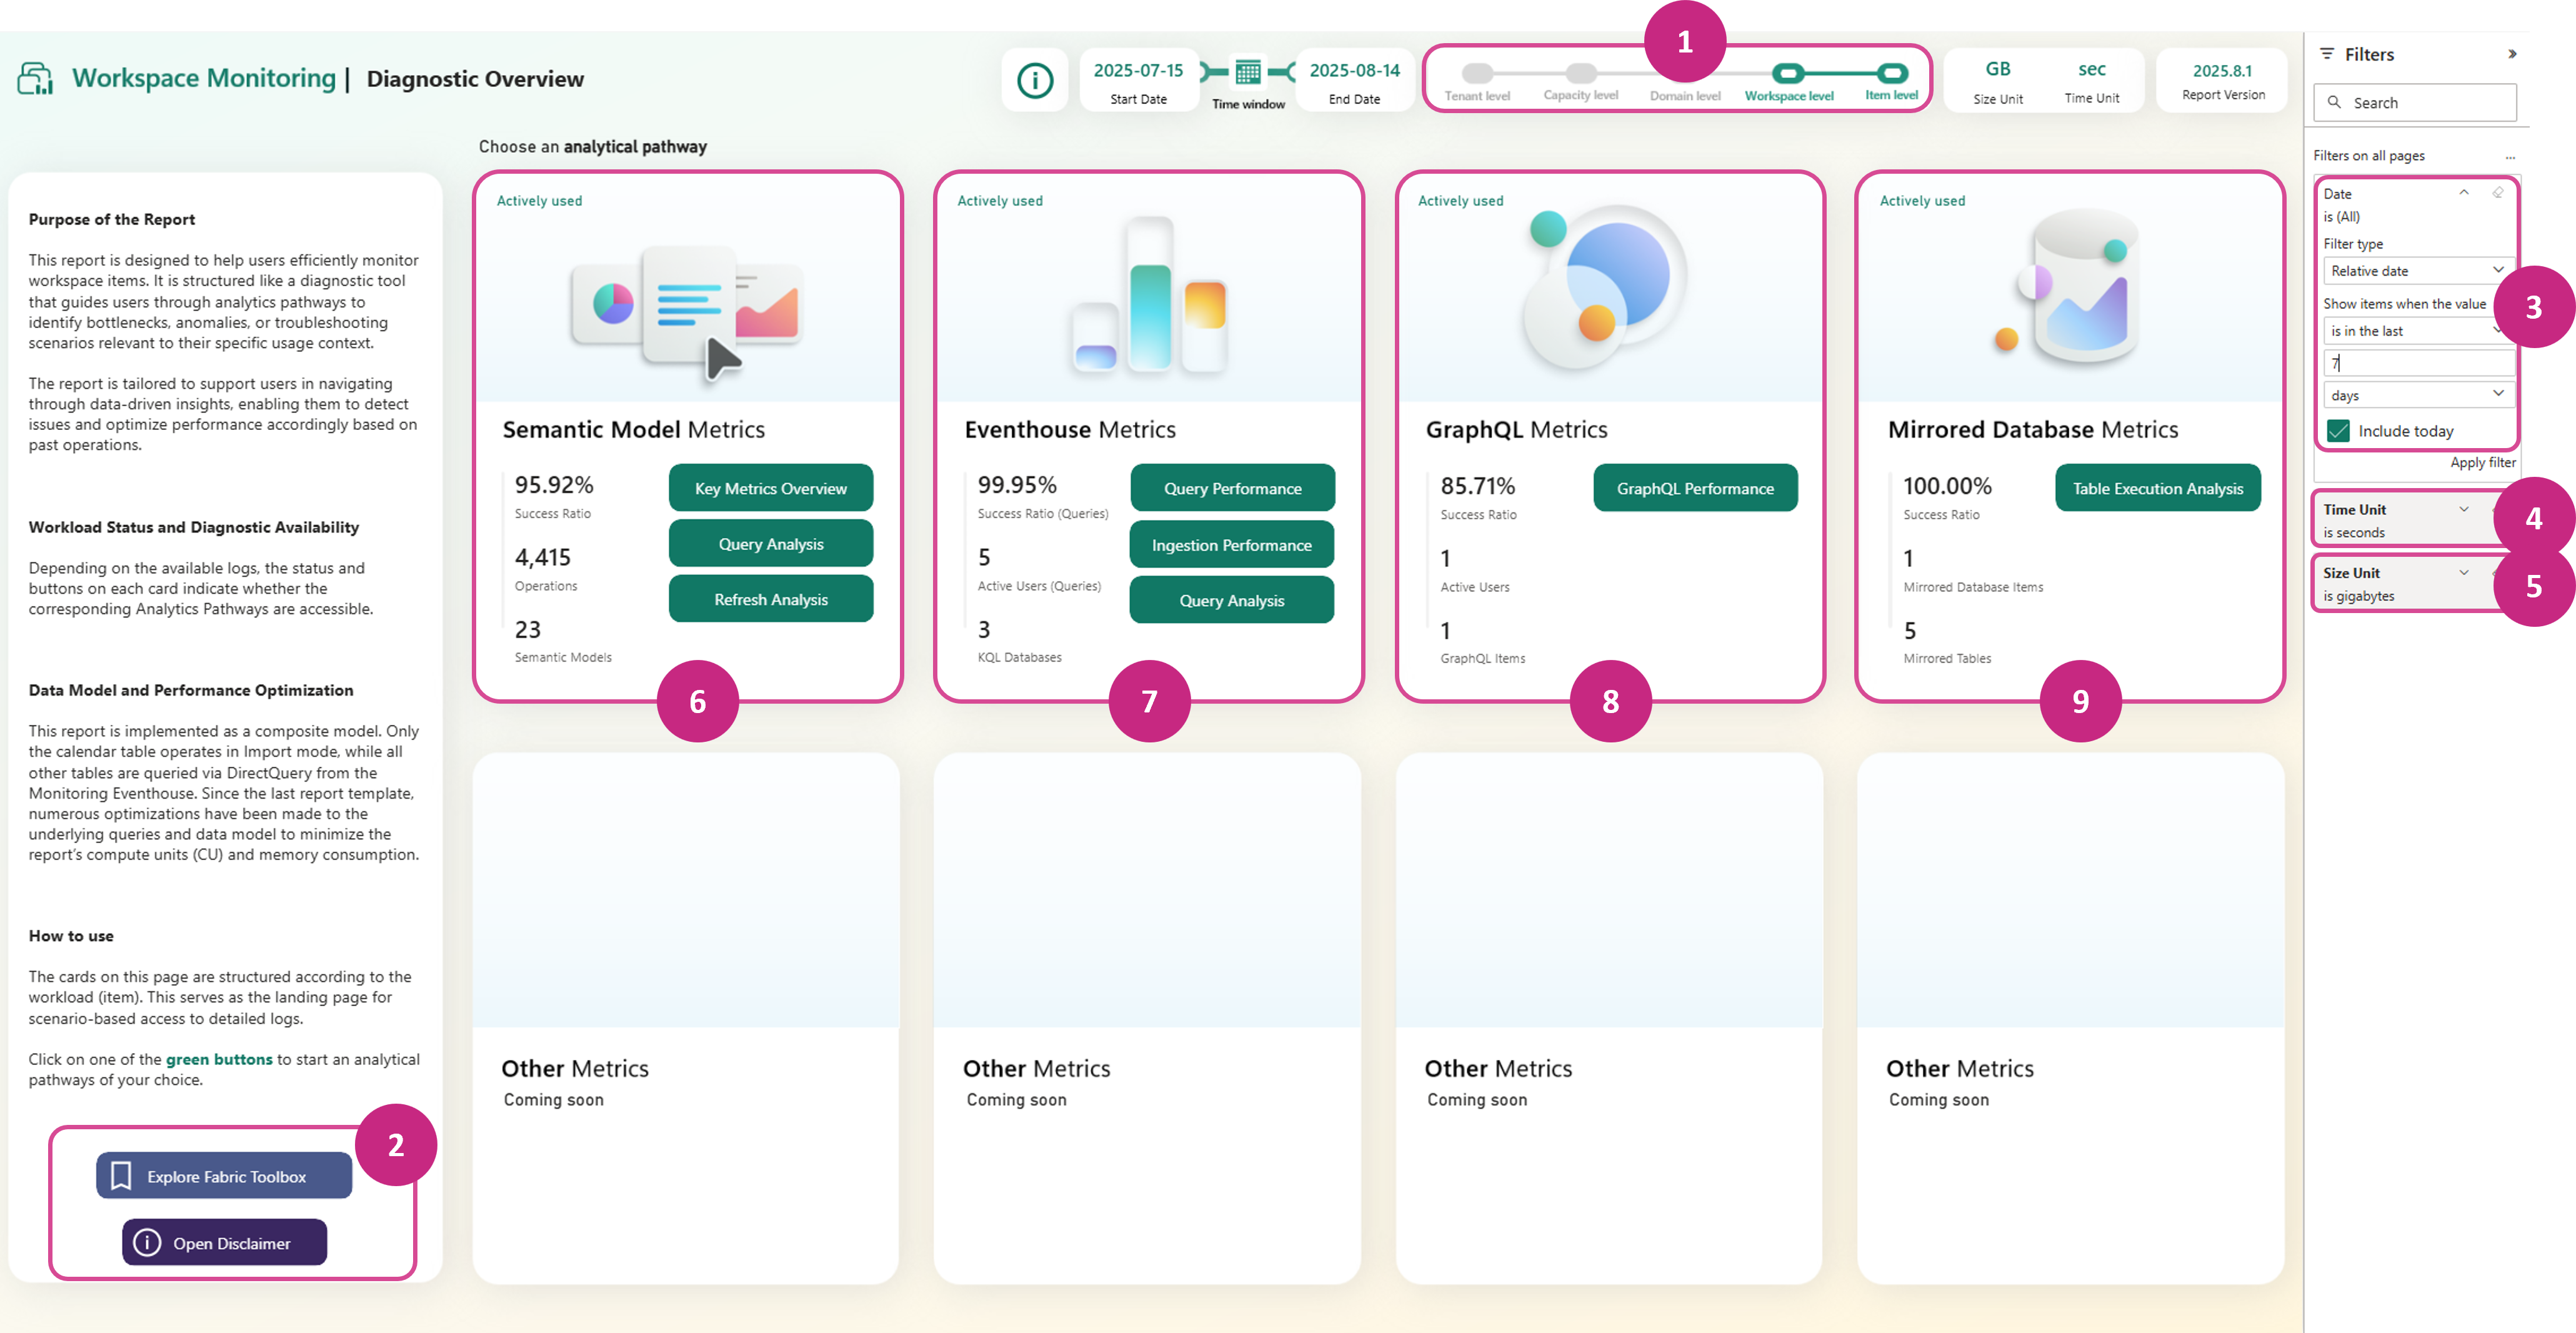 Workspace Monitoring | Diagnostic Overview
2025-07-15
Start Date
Time window
2025-08-14
End Date
1
Tenant level
Capacity level
Domain level
Workspace level
Item level
GB
Size Unit
sec
Time Unit
2025.8.1
Report Version
Choose an analytical pathway
Purpose of the Report
This report is designed to help users efficiently monitor
workspace items. It is structured like a diagnostic tool
that guides users through analytics pathways to
identify bottlenecks, anomalies, or troubleshooting
scenarios relevant to their specific usage context.
The report is tailored to support users in navigating
through data-driven insights, enabling them to detect
issues and optimize performance accordingly based on
past operations.
Workload Status and Diagnostic Availability
Depending on the available logs, the status and
buttons on each card indicate whether the
corresponding Analytics Pathways are accessible.
Data Model and Performance Optimization
This report is implemented as a composite model. Only
the calendar table operates in Import mode, while all
other tables are queried via DirectQuery from the
Monitoring Eventhouse. Since the last report template,
numerous optimizations have been made to the
underlying queries and data model to minimize the
report's compute units (CU) and memory consumption.
How to use
The cards on this page are structured according to the
workload (item). This serves as the landing page for
scenario-based access to detailed logs.
Click on one of the green buttons to start an analytical
pathways of your choice.
2
Explore Fabric Toolbox
Open Disclaimer
Actively used
Semantic Model Metrics
95.92%
Success Ratio
4,415
Operations
23
Semantic Models
Key Metrics Overview
Query Analysis
Refresh Analysis
6
Actively used
Eventhouse Metrics
99.95%
Success Ratio (Queries)
5
Active Users (Queries)
3
KQL Databases
Query Performance
Ingestion Performance
Query Analysis
7
Actively used
GraphQL Metrics
85.71%
Success Ratio
1
Active Users
1
GraphQL Items
GraphQL Performance
8
Actively used
Mirrored Database Metrics
100.00%
Success Ratio
1
Mirrored Database Items
5
Mirrored Tables
Table Execution Analysis
9
Other Metrics
Coming soon
Other Metrics
Coming soon
Other Metrics
Coming soon
Other Metrics
Coming soon
Filters
Search
Filters on all pages
...
Date
is (All)
Filter type
Relative date
Show items when the value
is in the last
7
days
Include today
Apply filter
3
Time Unit
is seconds
4
Size Unit
is gigabytes
5